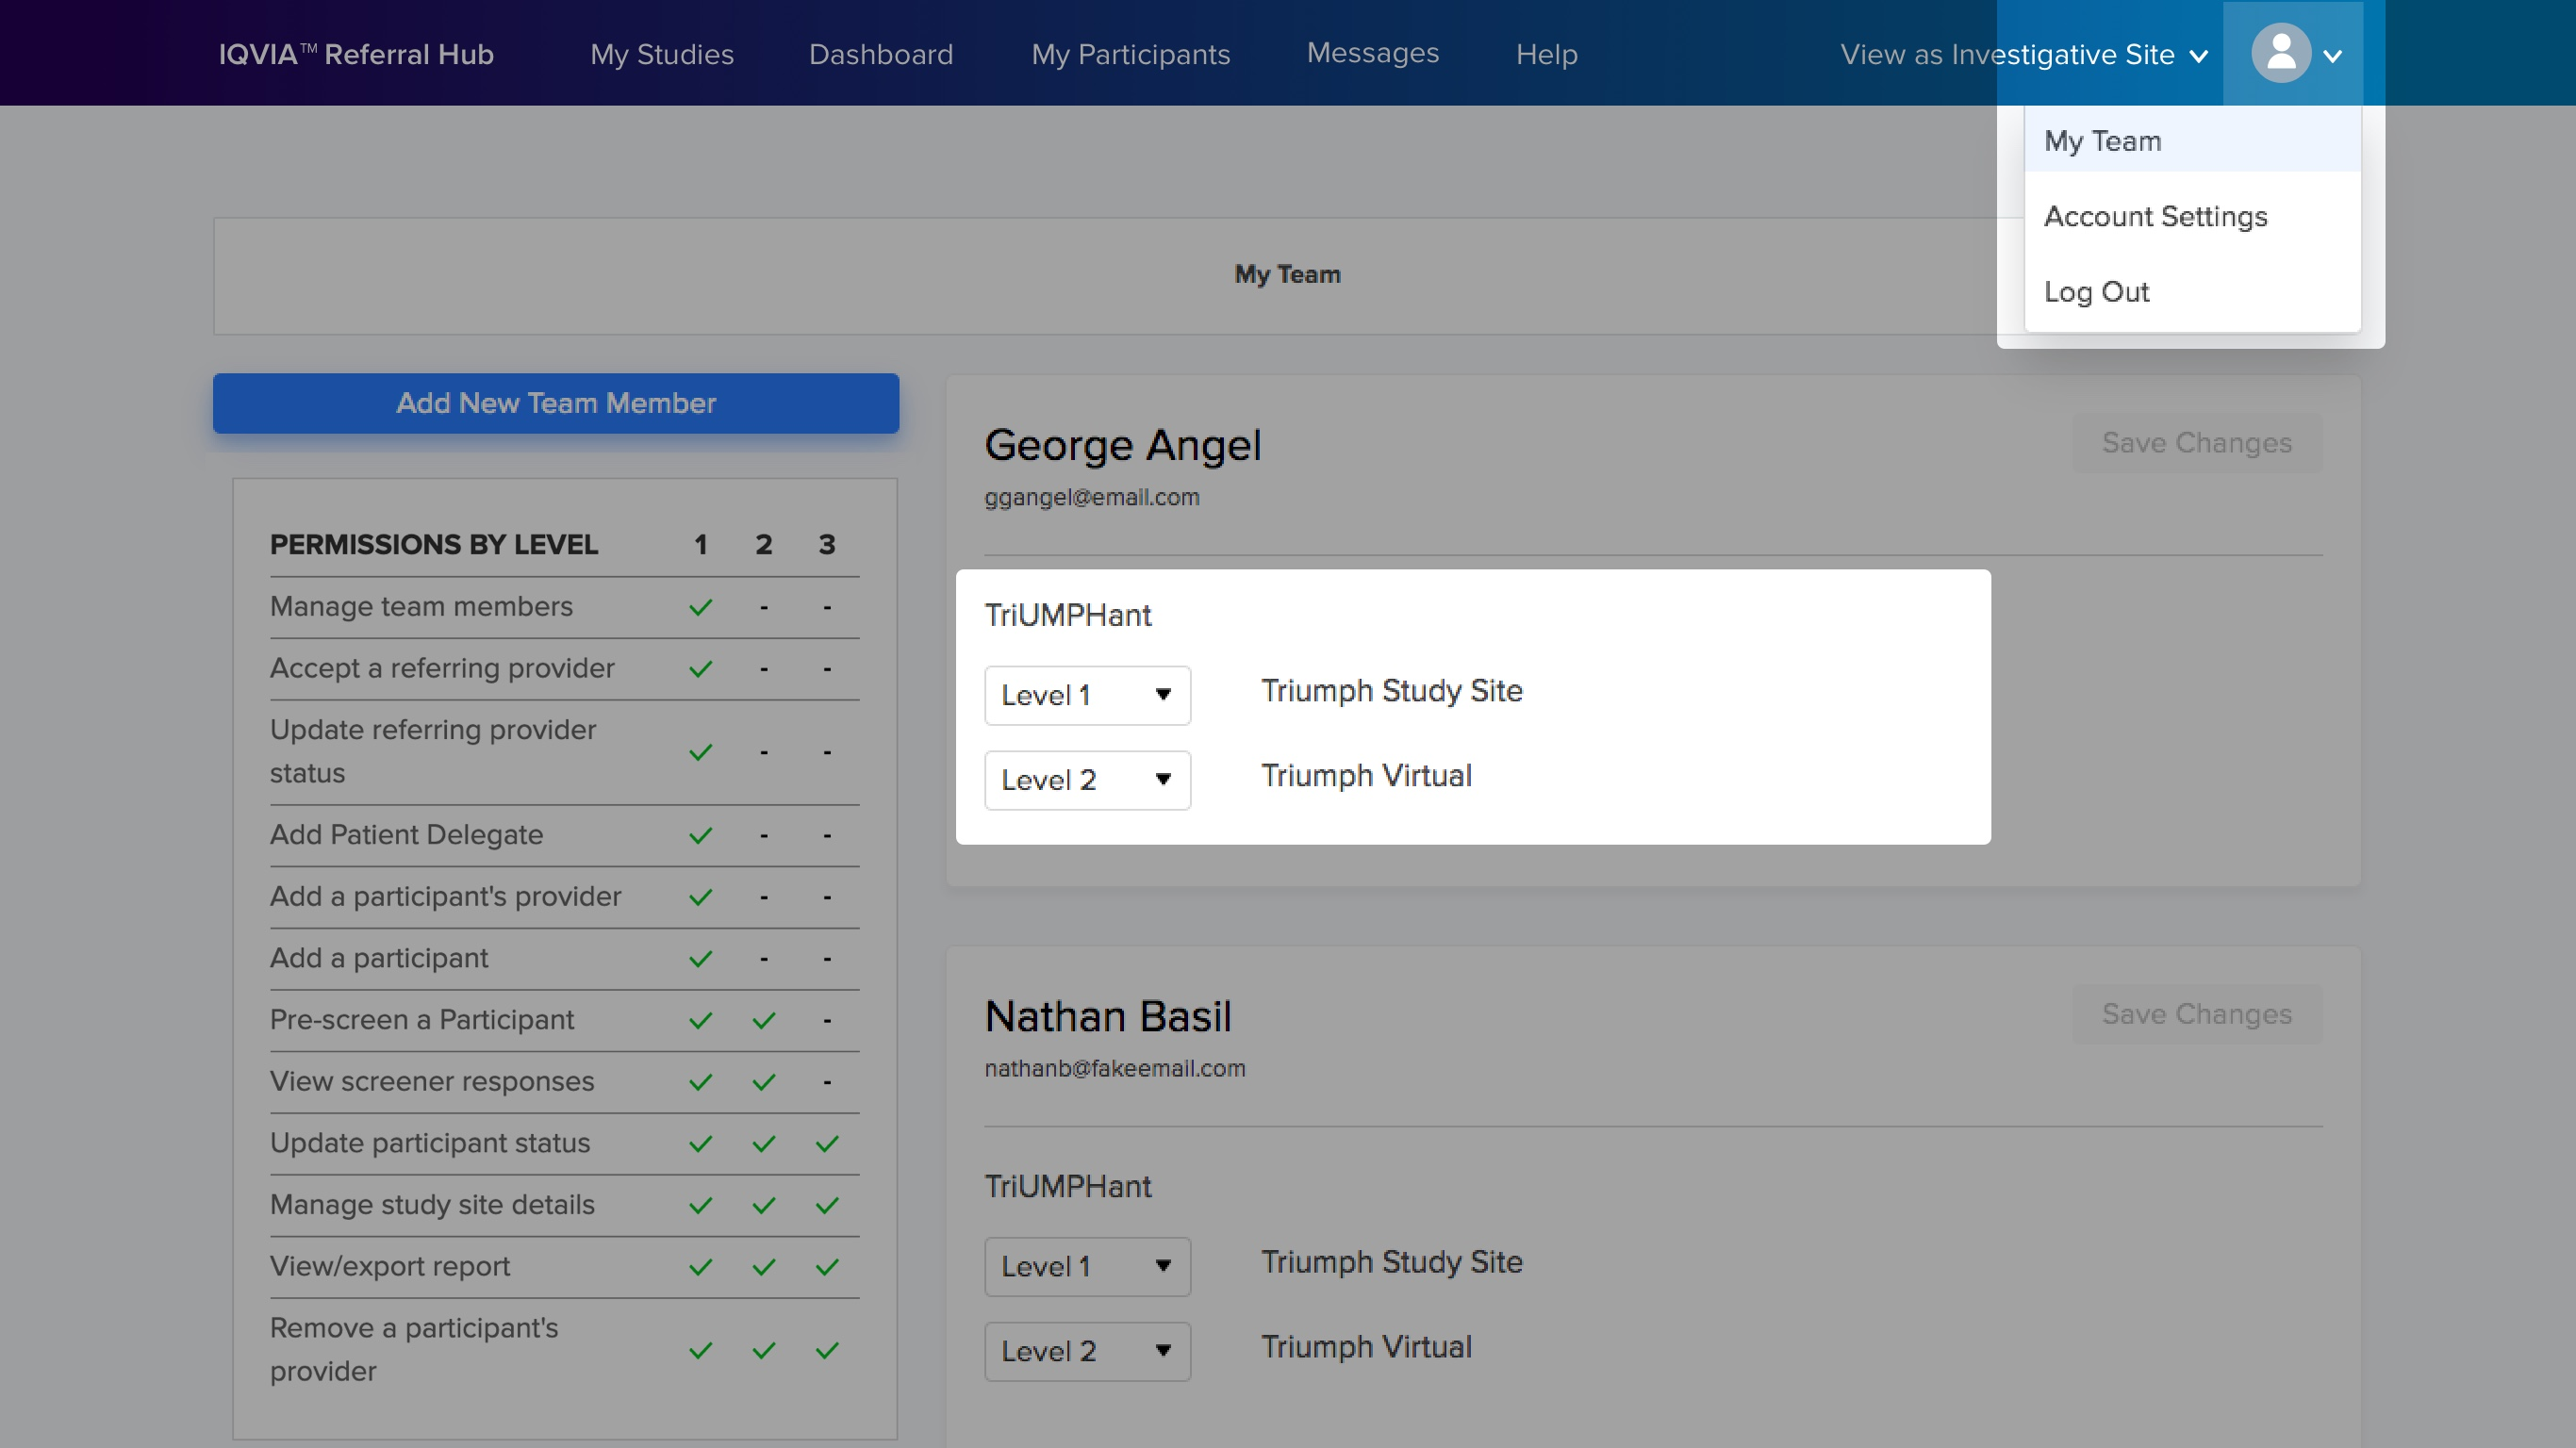 IQVIA™ Referral Hub My Studies Dashboard My Participants Messages Help View as Investigative Site
My Team
Account Settings
Log Out
My Team
Add New Team Member
PERMISSIONS BY LEVEL 1 2 3
Manage team members ✓ - -
Accept a referring provider ✓ - -
Update referring provider
status ✓ - -
Add Patient Delegate ✓ - -
Add a participant's provider ✓ - -
Add a participant ✓ - -
Pre-screen a Participant ✓ ✓ -
View screener responses ✓ ✓ -
Update participant status ✓ ✓ ✓
Manage study site details ✓ ✓ ✓
View/export report ✓ ✓ ✓
Remove a participant's
provider ✓ ✓ ✓
George Angel
Save Changes
ggangel@email.com
TriUMPHant
Level 1 Triumph Study Site
Level 2 Triumph Virtual
Nathan Basil
Save Changes
nathanb@fakeemail.com
TriUMPHant
Level 1 Triumph Study Site
Level 2 Triumph Virtual